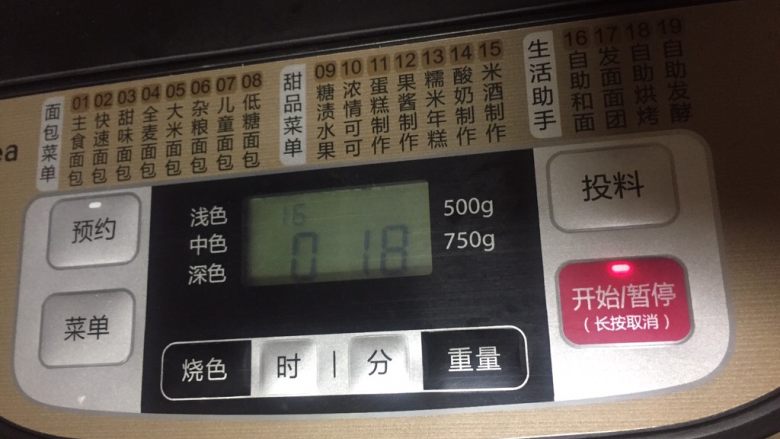 ea
面包菜单
01 主食面包
02 快速面包
03 甜味面包
04 全麦面包
05 大米面包
06 杂粮面包
07 儿童面包
08 低糖面包
甜品菜单
09 糖渍水果
10 浓情可可
11 蛋糕制作
12 果酱制作
13 糯米年糕
14 酸奶制作
15 米酒制作
生活助手
16 自助和面
17 发面面团
18 自助烘烤
19 自助发酵
预约
菜单
浅色
中色
深色
16
0 18
500g
750g
投料
开始/暂停
（长按取消）
烧色
时 | 分
重量